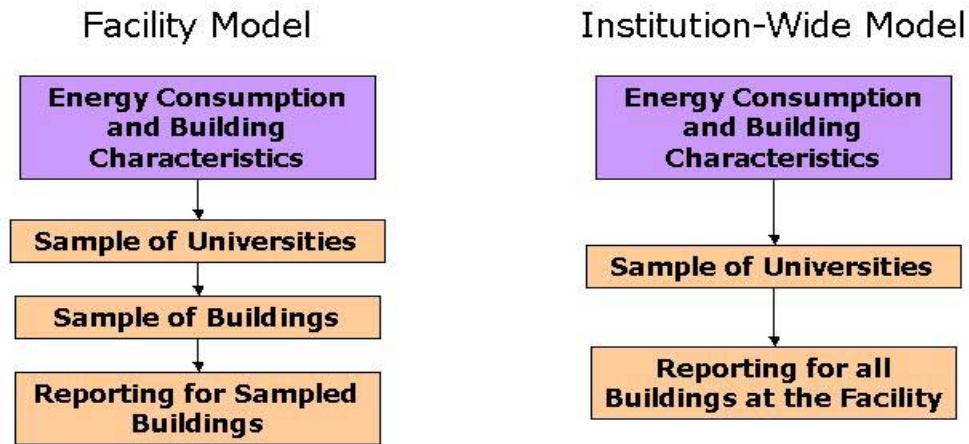 Facility Model
Energy Consumption
and Building
Characteristics
Sample of Universities
Sample of Buildings
Reporting for Sampled
Buildings
Institution-Wide Model
Energy Consumption
and Building
Characteristics
Sample of Universities
Reporting for all
Buildings at the Facility